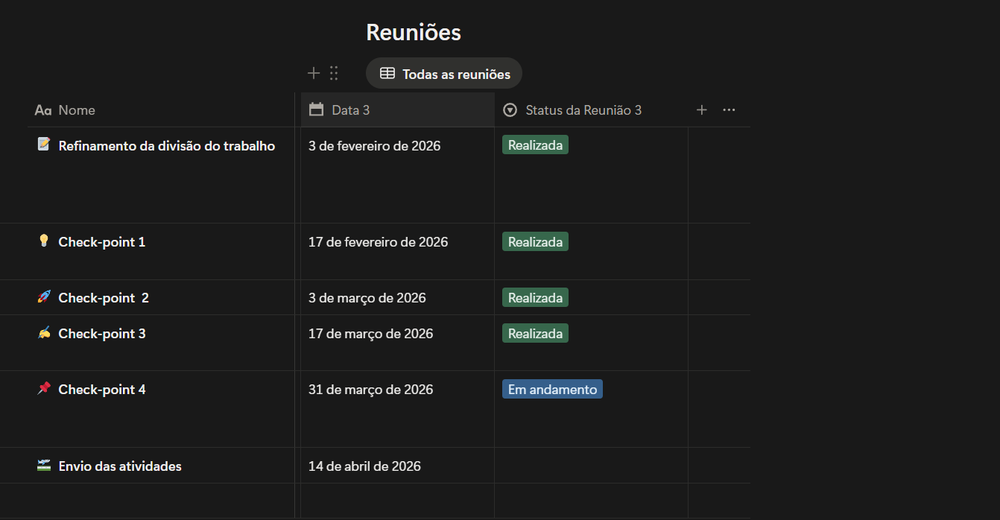 Reuniões
Todas as reuniões
Aa Nome Data 3 Status da Reunião 3
Refinamento da divisão do trabalho 3 de fevereiro de 2026 Realizada
Check-point 1 17 de fevereiro de 2026 Realizada
Check-point  2 3 de março de 2026 Realizada
Check-point 3 17 de março de 2026 Realizada
Check-point 4 31 de março de 2026 Em andamento
Envio das atividades 14 de abril de 2026